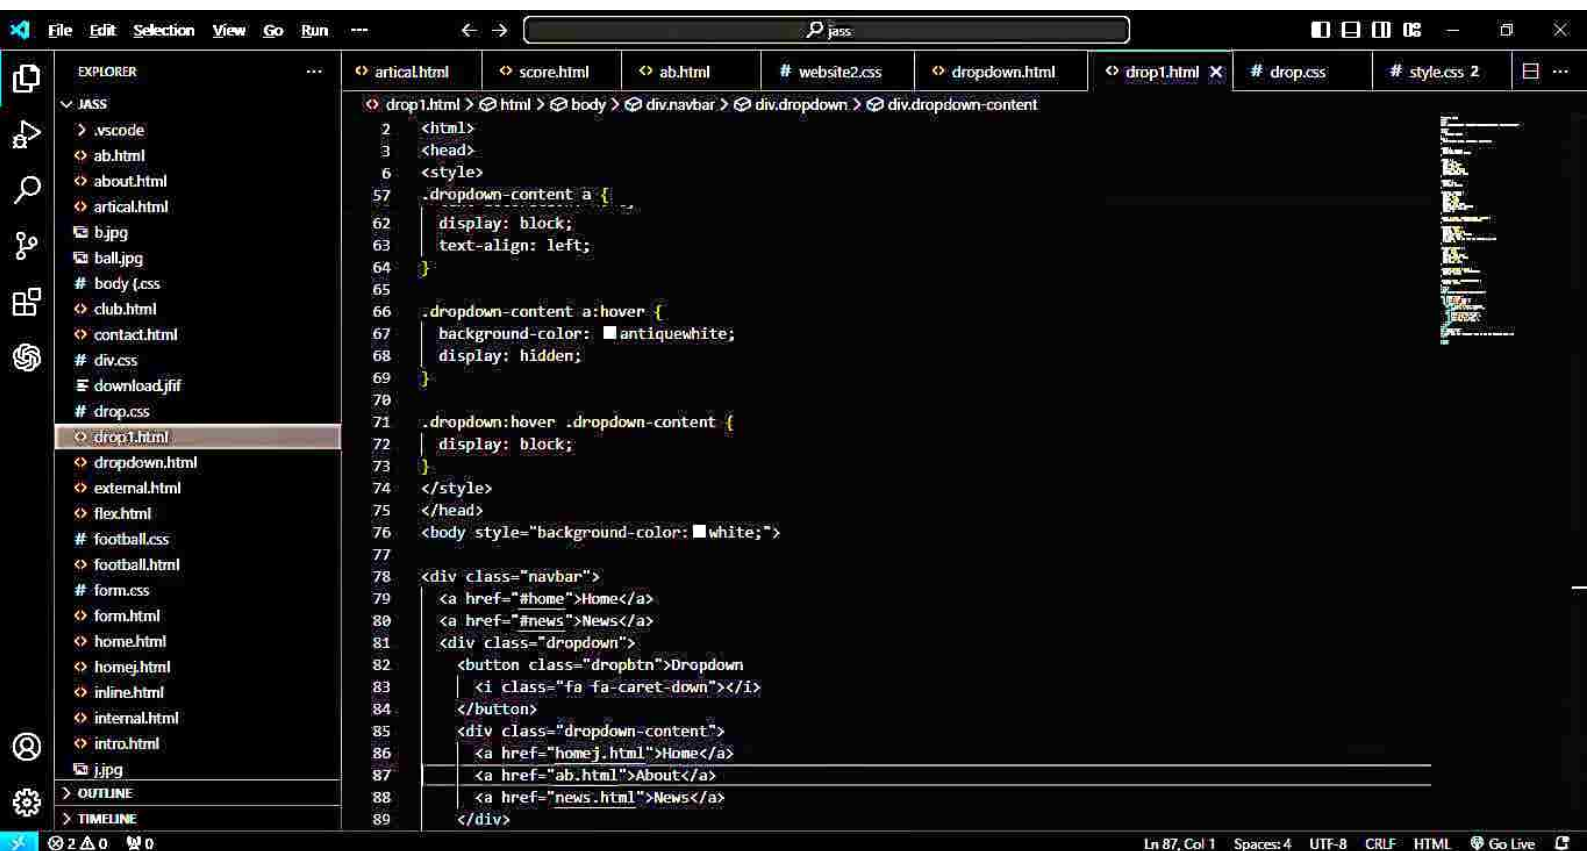 File Edit Selection View Go Run ... jass
EXPLORER ...
JASS
.vscode
ab.html
about.html
artical.html
b.jpg
ball.jpg
body {.css
club.html
contact.html
div.css
download.jfif
drop.css
drop1.html
dropdown.html
external.html
flex.html
football.css
football.html
form.css
form.html
home.html
homej.html
inline.html
internal.html
intro.html
j.jpg
OUTLINE
TIMELINE
artical.html score.html ab.html # website2.css dropdown.html drop1.html X # drop.css # style.css 2 ...
drop1.html > html > body > div.navbar > div.dropdown > div.dropdown-content
2 <html>
3 <head>
6 <style>
57 .dropdown-content a {
62 display: block;
63 text-align: left;
64 }
65
66 .dropdown-content a:hover {
67 background-color: antiquewhite;
68 display: hidden;
69 }
70
71 .dropdown:hover .dropdown-content {
72 display: block;
73 }
74 </style>
75 </head>
76 <body style="background-color: white;">
77
78 <div class="navbar">
79 <a href="#home">Home</a>
80 <a href="#news">News</a>
81 <div class="dropdown">
82 <button class="dropbtn">Dropdown
83 <i class="fa fa-caret-down"></i>
84 </button>
85 <div class="dropdown-content">
86 <a href="homej.html">Home</a>
87 <a href="ab.html">About</a>
88 <a href="news.html">News</a>
89 </div>
2 0 0 Ln 87, Col 1 Spaces: 4 UTF-8 CRLF HTML Go Live